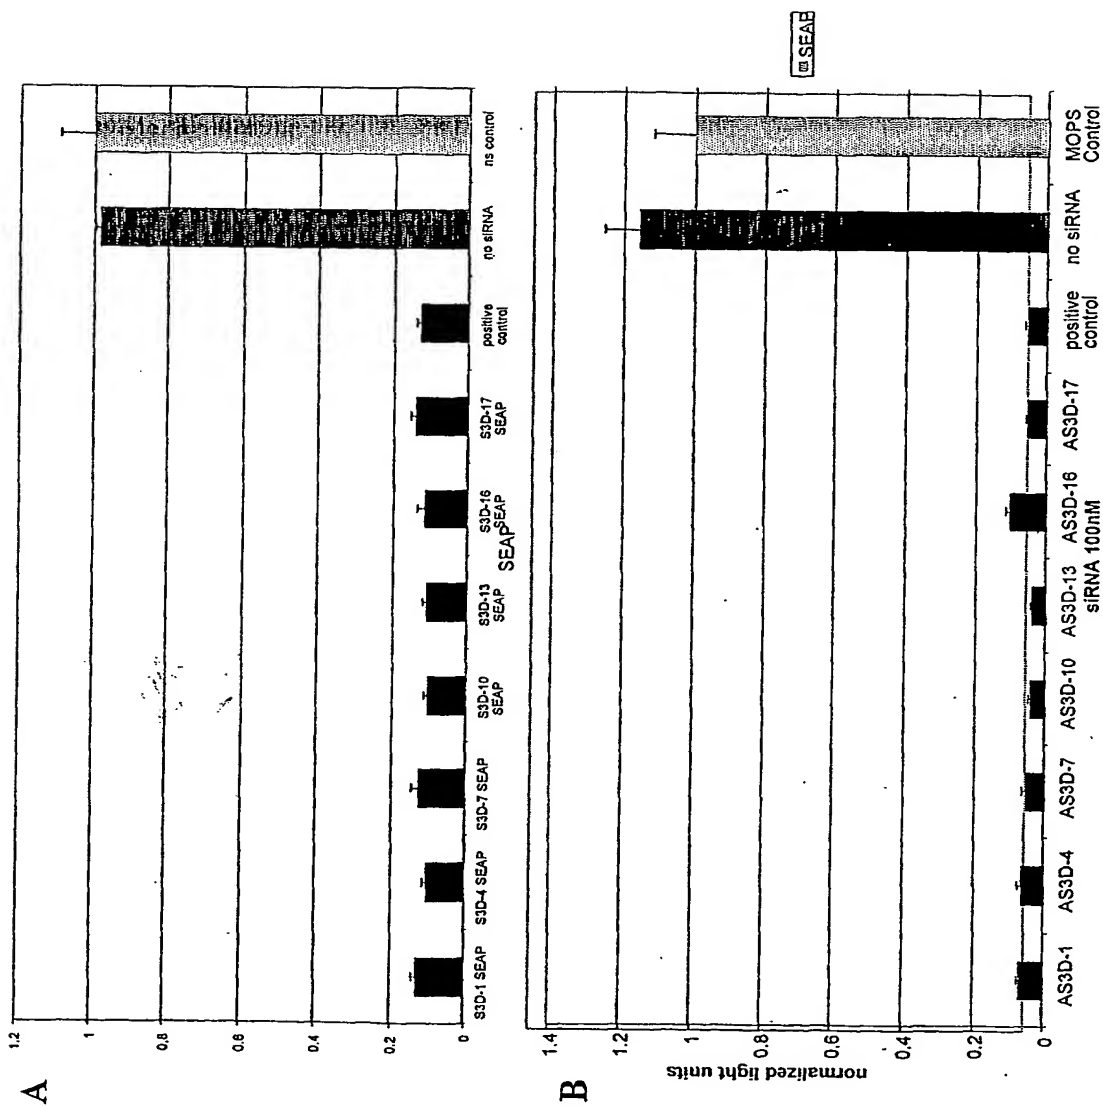 A
1.2
1
0.8
0.6
0.4
0.2
0
S3D-1 SEAP
S3D-4 SEAP
S3D-7 SEAP
S3D-10
SEAP
S3D-13
SEAP
S3D-16
SEAP
S3D-17
SEAP
positive
control
no siRNA
ns control
SEAP
B
normalized light units
1.4
1.2
1
0.8
0.6
0.4
0.2
0
AS3D-1
AS3D-4
AS3D-7
AS3D-10
AS3D-13
AS3D-16
AS3D-17
positive
control
no siRNA
MOPS
Control
siRNA 100nM
SEAP